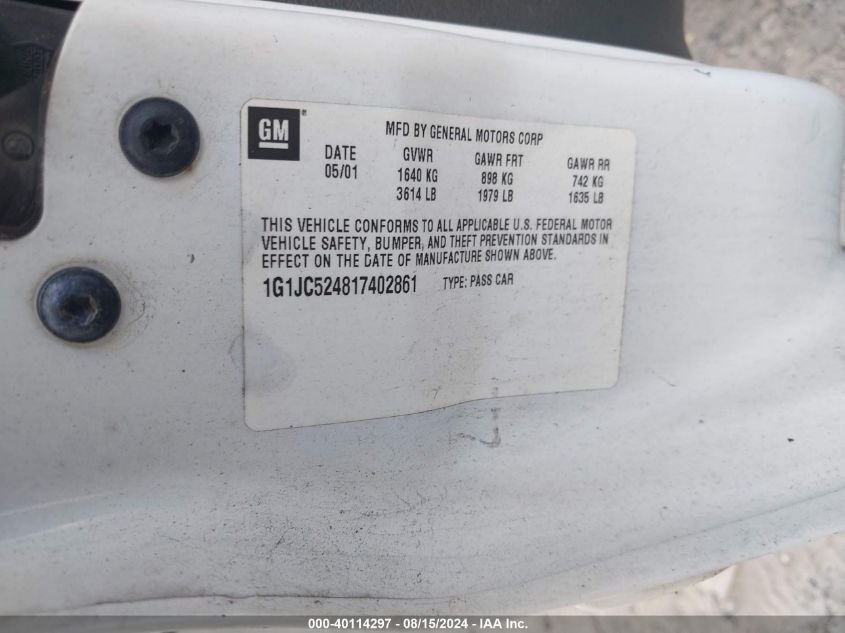 GM ®
MFD BY GENERAL MOTORS CORP
DATE GVWR GAWR FRT GAWR RR
05/01 1640 KG 898 KG 742 KG
3614 LB 1979 LB 1635 LB
THIS VEHICLE CONFORMS TO ALL APPLICABLE U.S. FEDERAL MOTOR
VEHICLE SAFETY, BUMPER, AND THEFT PREVENTION STANDARDS IN
EFFECT ON THE DATE OF MANUFACTURE SHOWN ABOVE.
1G1JC524817402861 TYPE: PASS CAR
000-40114297 - 08/15/2024 - IAA Inc.